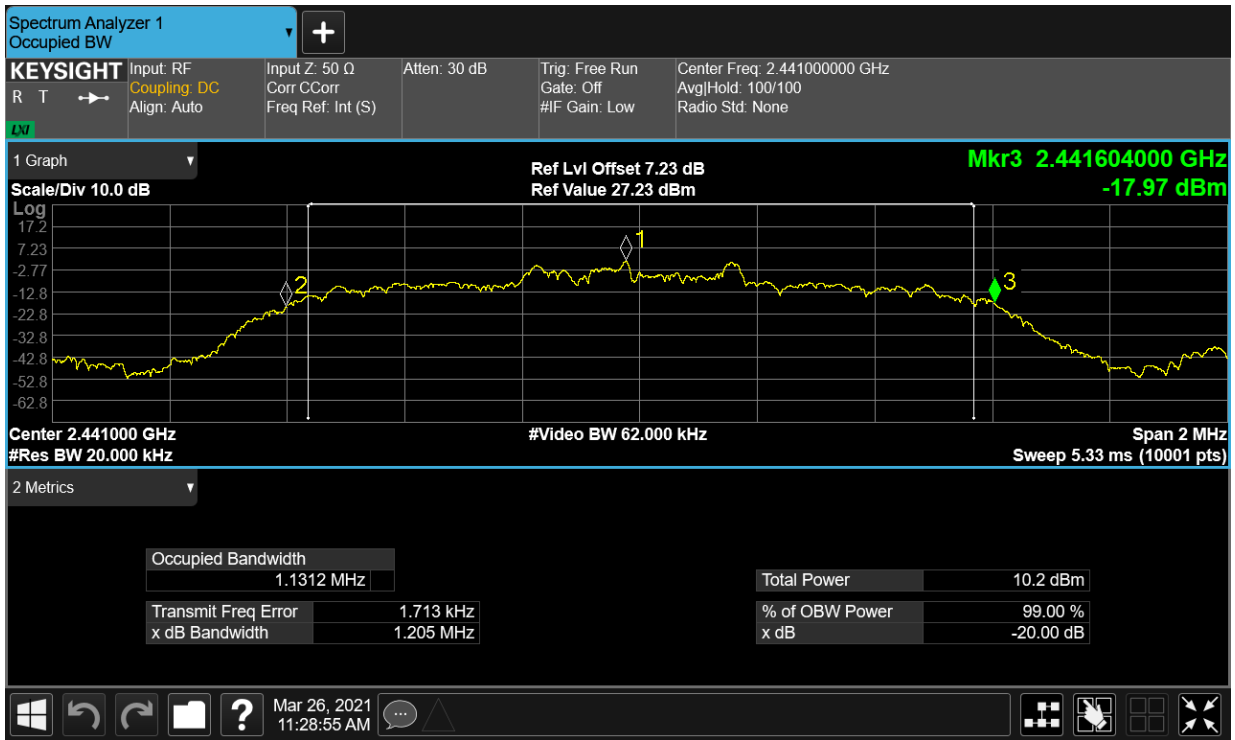 Spectrum Analyzer 1
Occupied BW
KEYSIGHT
R T
LXI
Input: RF
Coupling: DC
Align: Auto
Input Z: 50 Ω
Corr CCorr
Freq Ref: Int (S)
Atten: 30 dB
Trig: Free Run
Gate: Off
#IF Gain: Low
Center Freq: 2.441000000 GHz
Avg|Hold: 100/100
Radio Std: None
1 Graph
Ref Lvl Offset 7.23 dB
Mkr3 2.441604000 GHz
Scale/Div 10.0 dB
Ref Value 27.23 dBm
-17.97 dBm
Log
17.2
7.23
-2.77
-12.8
-22.8
-32.8
-42.8
-52.8
-62.8
1
2
3
Center 2.441000 GHz
#Video BW 62.000 kHz
Span 2 MHz
#Res BW 20.000 kHz
Sweep 5.33 ms (10001 pts)
2 Metrics
Occupied Bandwidth
1.1312 MHz
Total Power 10.2 dBm
Transmit Freq Error 1.713 kHz
% of OBW Power 99.00 %
x dB Bandwidth 1.205 MHz
x dB -20.00 dB
?
Mar 26, 2021
11:28:55 AM